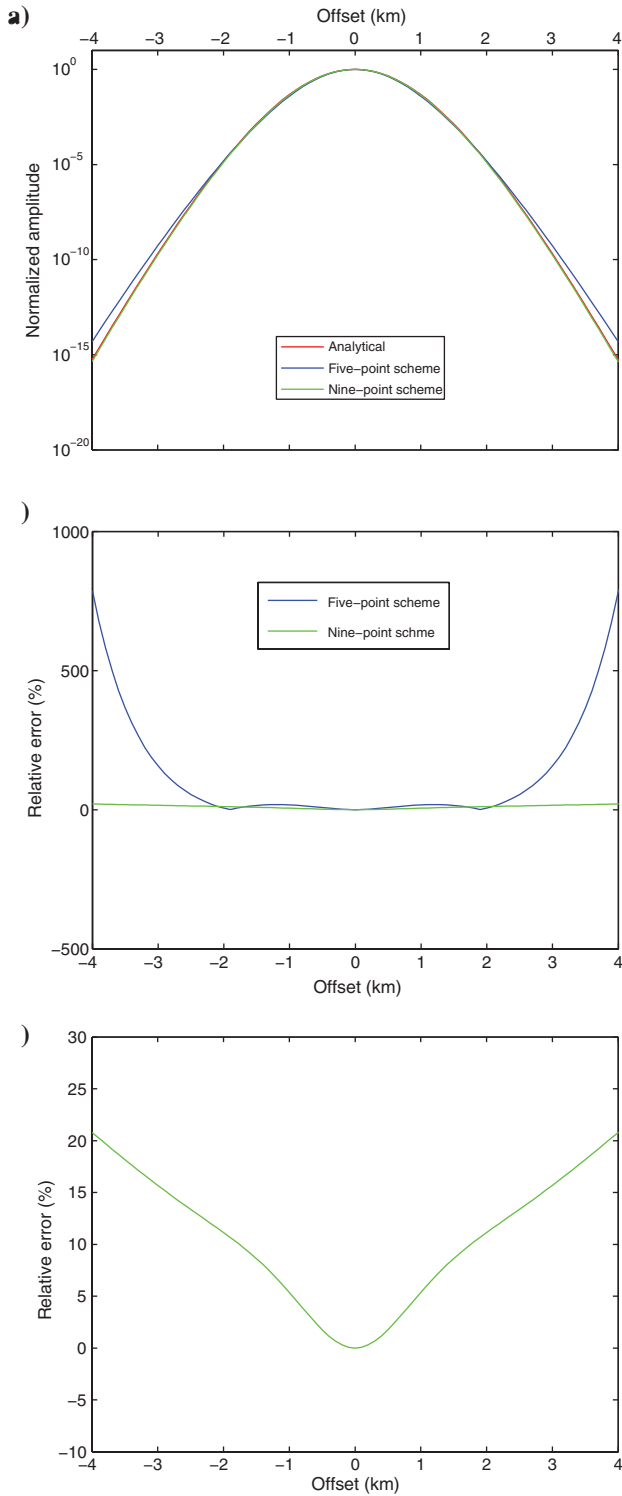 a)
Offset (km)
−4 −3 −2 −1 0 1 2 3 4
10^0
10^−5
10^−10
10^−15
10^−20
Normalized amplitude
Analytical
Five−point scheme
Nine−point scheme
)
1000
500
0
−500
Relative error (%)
Five−point scheme
Nine−point schme
−4 −3 −2 −1 0 1 2 3 4
Offset (km)
)
30
25
20
15
10
5
0
−5
−10
Relative error (%)
−4 −3 −2 −1 0 1 2 3 4
Offset (km)